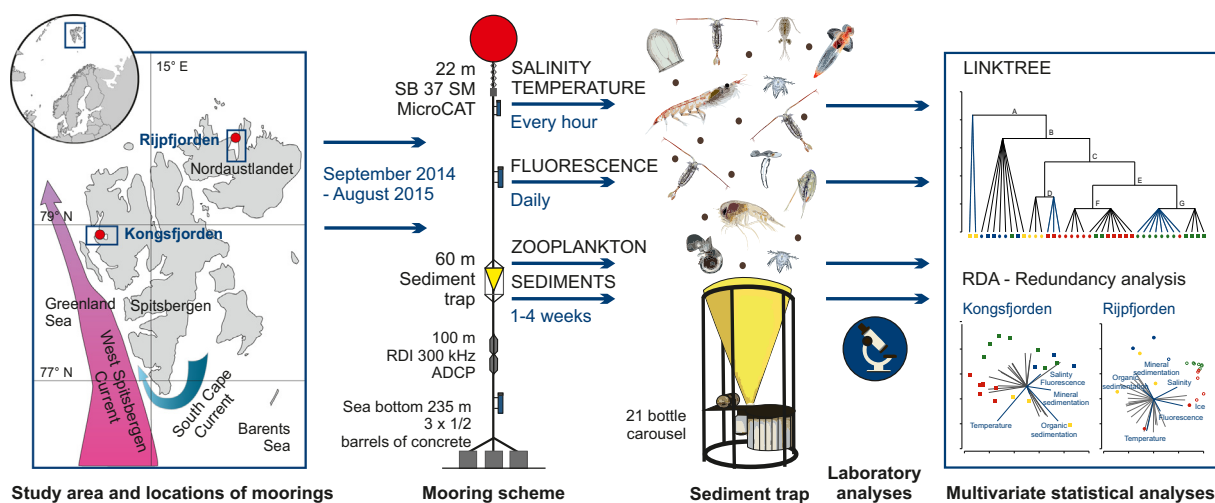 15° E
Rijpfjorden
Nordaustlandet
79° N
Kongsfjorden
Greenland
Sea
Spitsbergen
West Spitsbergen
Current
77° N
South Cape
Current
Barents
Sea
Study area and locations of moorings
September 2014
- August 2015
22 m
SB 37 SM
MicroCAT
60 m
Sediment
trap
100 m
RDI 300 kHz
ADCP
Sea bottom 235 m
3 x 1/2
barrels of concrete
Mooring scheme
SALINITY
TEMPERATURE
Every hour
FLUORESCENCE
Daily
ZOOPLANKTON
SEDIMENTS
1-4 weeks
21 bottle
carousel
Sediment trap
Laboratory
analyses
LINKTREE
A
B
C
D
E
F
G
RDA - Redundancy analysis
Kongsfjorden
Salinity
Fluorescence
Mineral
sedimentation
Temperature
Organic
sedimentation
Rijpfjorden
Mineral
sedimentation
Organic
sedimentation
Salinity
Ice
Fluorescence
Temperature
Multivariate statistical analyses